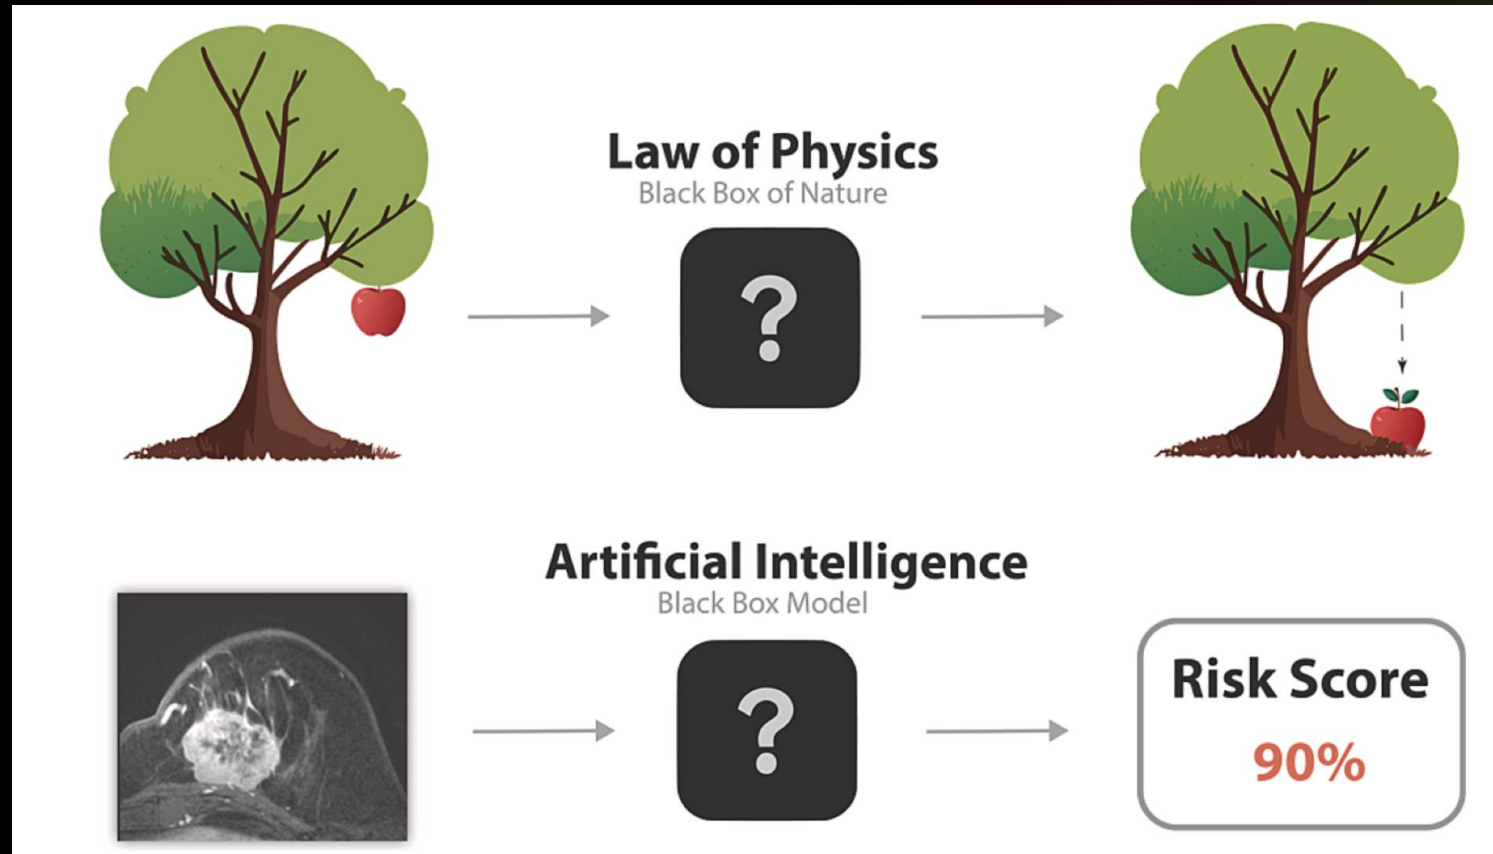 Law of Physics
Black Box of Nature
?
Artificial Intelligence
Black Box Model
?
Risk Score
90%